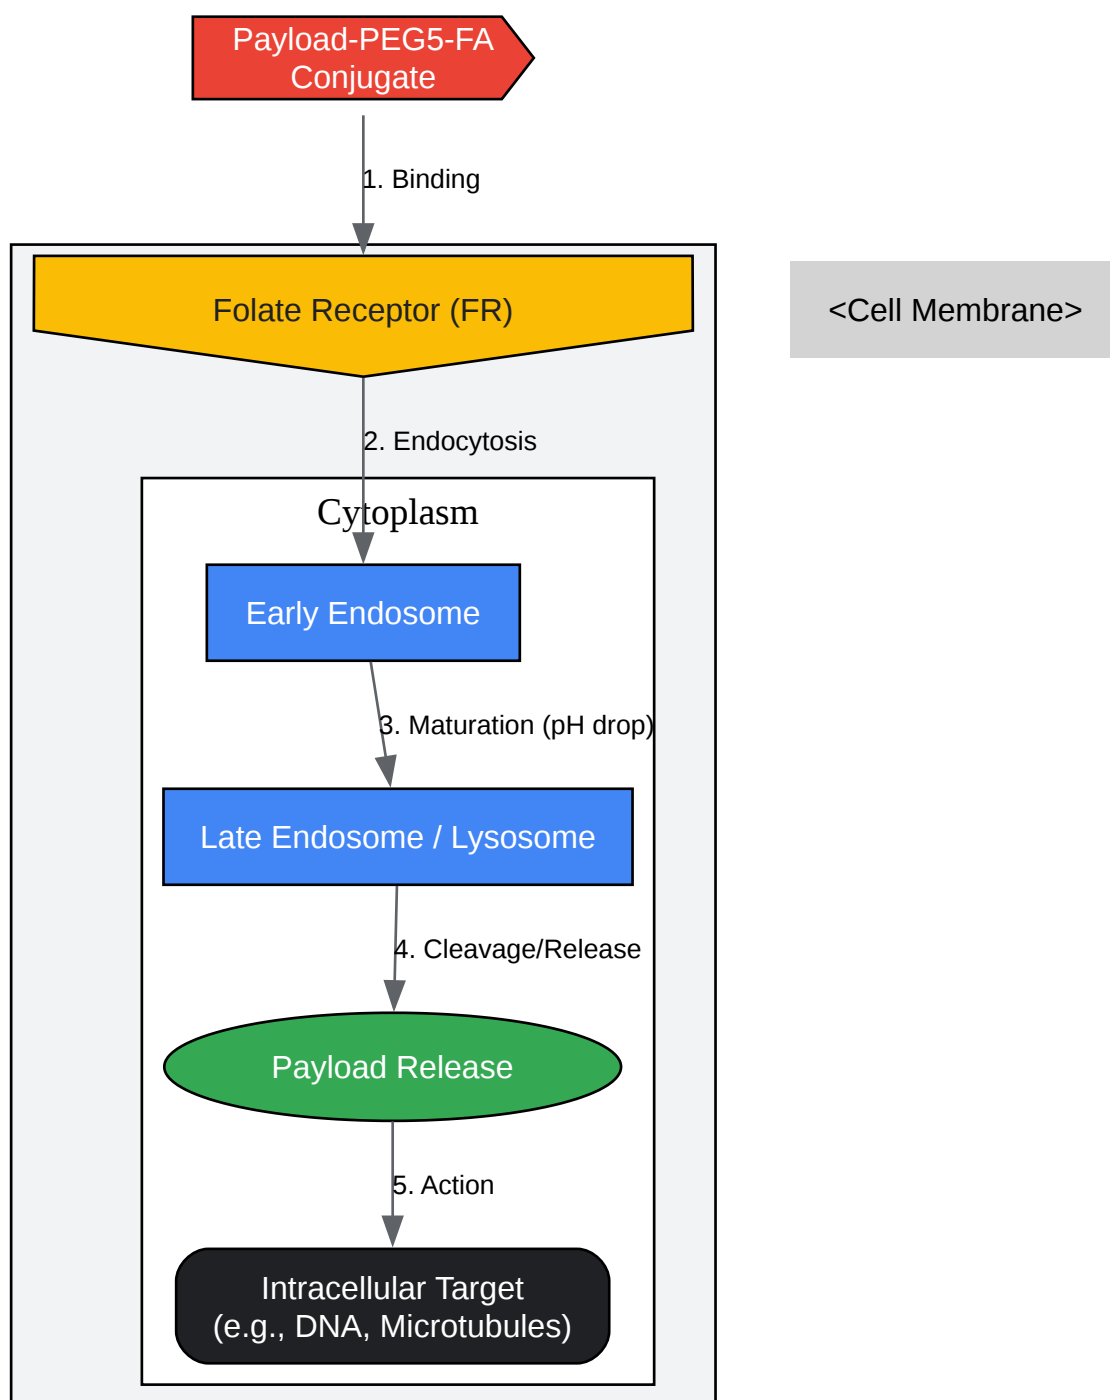 Payload-PEG5-FA
Conjugate
1. Binding
Folate Receptor (FR)
<Cell Membrane>
2. Endocytosis
Cytoplasm
Early Endosome
3. Maturation (pH drop)
Late Endosome / Lysosome
4. Cleavage/Release
Payload Release
5. Action
Intracellular Target
(e.g., DNA, Microtubules)